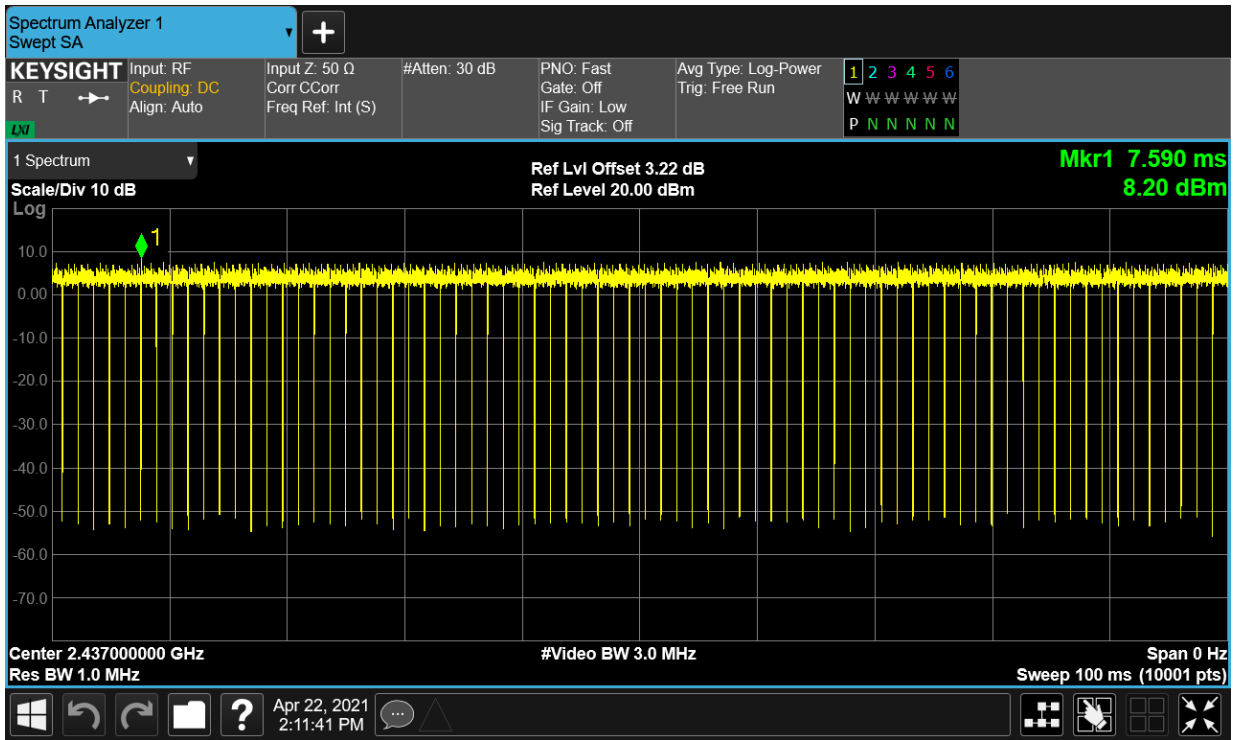 Spectrum Analyzer 1
Swept SA
KEYSIGHT
R T
LXI
Input: RF
Coupling: DC
Align: Auto
Input Z: 50 Ω
Corr CCorr
Freq Ref: Int (S)
#Atten: 30 dB
PNO: Fast
Gate: Off
IF Gain: Low
Sig Track: Off
Avg Type: Log-Power
Trig: Free Run
1 2 3 4 5 6
W W W W W W
P N N N N N
1 Spectrum
Scale/Div 10 dB
Log
Ref Lvl Offset 3.22 dB
Ref Level 20.00 dBm
Mkr1 7.590 ms
8.20 dBm
1
10.0
0.00
-10.0
-20.0
-30.0
-40.0
-50.0
-60.0
-70.0
Center 2.437000000 GHz
#Video BW 3.0 MHz
Span 0 Hz
Res BW 1.0 MHz
Sweep 100 ms (10001 pts)
?
Apr 22, 2021
2:11:41 PM